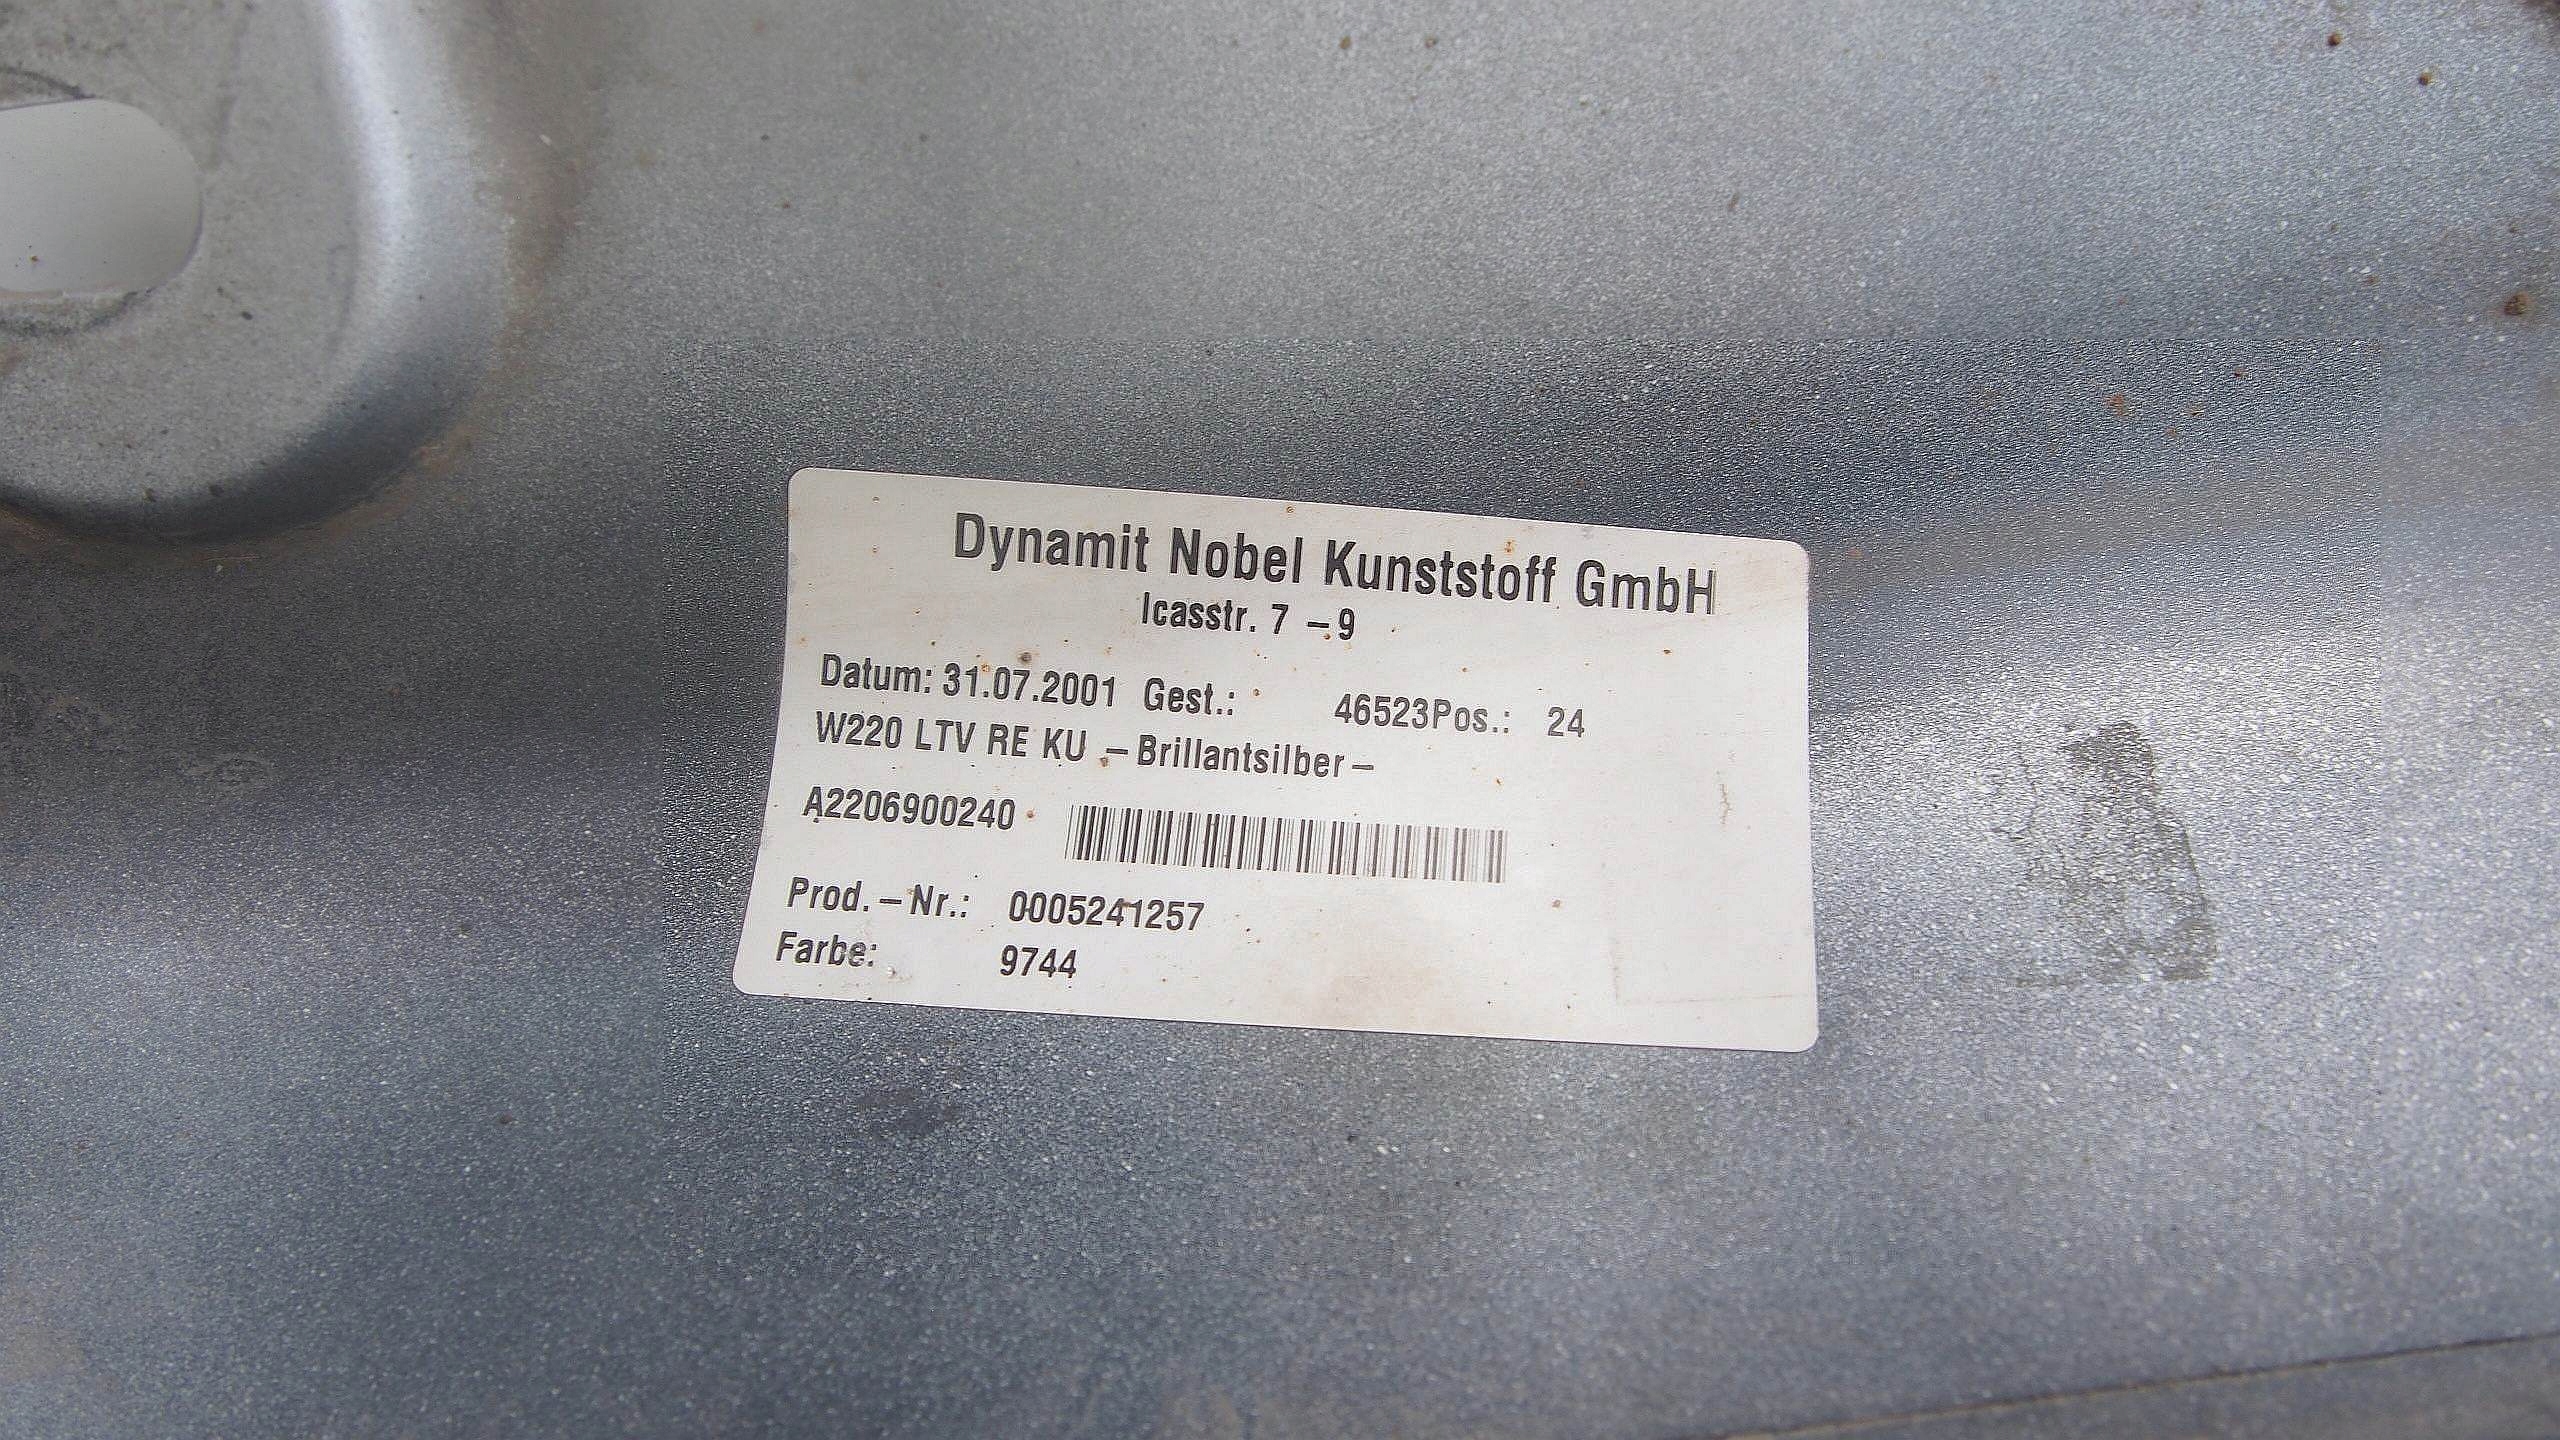 Dynamit Nobel Kunststoff GmbH
Icasstr. 7 –9
Datum: 31.07.2001 Gest.: 46523Pos.: 24
W220 LTV RE KU –Brillantsilber–
A2206900240
Prod.–Nr.: 0005241257
Farbe: 9744